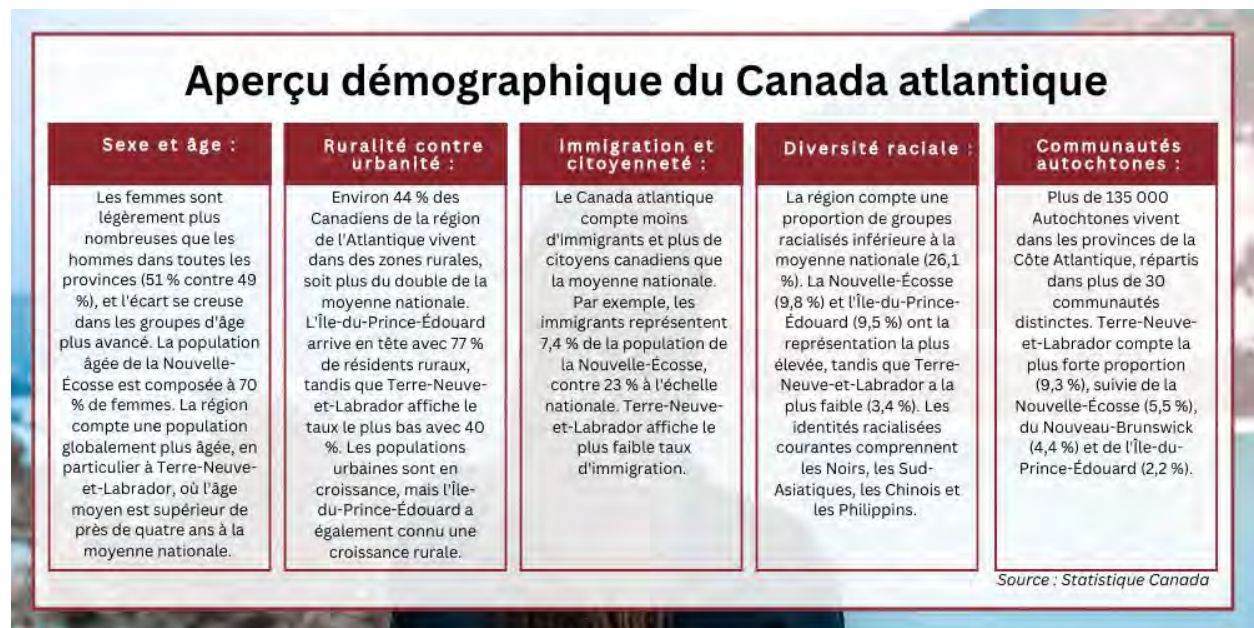 Aperçu démographique du Canada atlantique
Sexe et âge :
Les femmes sont
légèrement plus
nombreuses que les
hommes dans toutes les
provinces (51 % contre 49
%), et l'écart se creuse
dans les groupes d'âge
plus avancé. La population
âgée de la Nouvelle-
Écosse est composée à 70
% de femmes. La région
compte une population
globalement plus âgée, en
particulier à Terre-Neuve-
et-Labrador, où l'âge
moyen est supérieur de
près de quatre ans à la
moyenne nationale.
Ruralité contre
urbanité :
Environ 44 % des
Canadiens de la région
de l'Atlantique vivent
dans des zones rurales,
soit plus du double de la
moyenne nationale.
L'Île-du-Prince-Édouard
arrive en tête avec 77 %
de résidents ruraux,
tandis que Terre-Neuve-
et-Labrador affiche le
taux le plus bas avec 40
%. Les populations
urbaines sont en
croissance, mais l'Île-
du-Prince-Édouard a
également connu une
croissance rurale.
Immigration et
citoyenneté :
Le Canada atlantique
compte moins
d'immigrants et plus de
citoyens canadiens que
la moyenne nationale.
Par exemple, les
immigrants représentent
7,4 % de la population de
la Nouvelle-Écosse,
contre 23 % à l'échelle
nationale. Terre-Neuve-
et-Labrador affiche le
plus faible taux
d'immigration.
Diversité raciale :
La région compte une
proportion de groupes
racialisés inférieure à la
moyenne nationale (26,1
%). La Nouvelle-Écosse
(9,8 %) et l'Île-du-Prince-
Édouard (9,5 %) ont la
représentation la plus
élevée, tandis que Terre-
Neuve-et-Labrador a la
plus faible (3,4 %). Les
identités racialisées
courantes comprennent
les Noirs, les Sud-
Asiatiques, les Chinois et
les Philippins.
Communautés
autochtones :
Plus de 135 000
Autochtones vivent
dans les provinces de la
Côte Atlantique, répartis
dans plus de 30
communautés
distinctes. Terre-Neuve-
et-Labrador compte la
plus forte proportion
(9,3 %), suivie de la
Nouvelle-Écosse (5,5 %),
du Nouveau-Brunswick
(4,4 %) et de l'Île-du-
Prince-Édouard (2,2 %).
Source : Statistique Canada